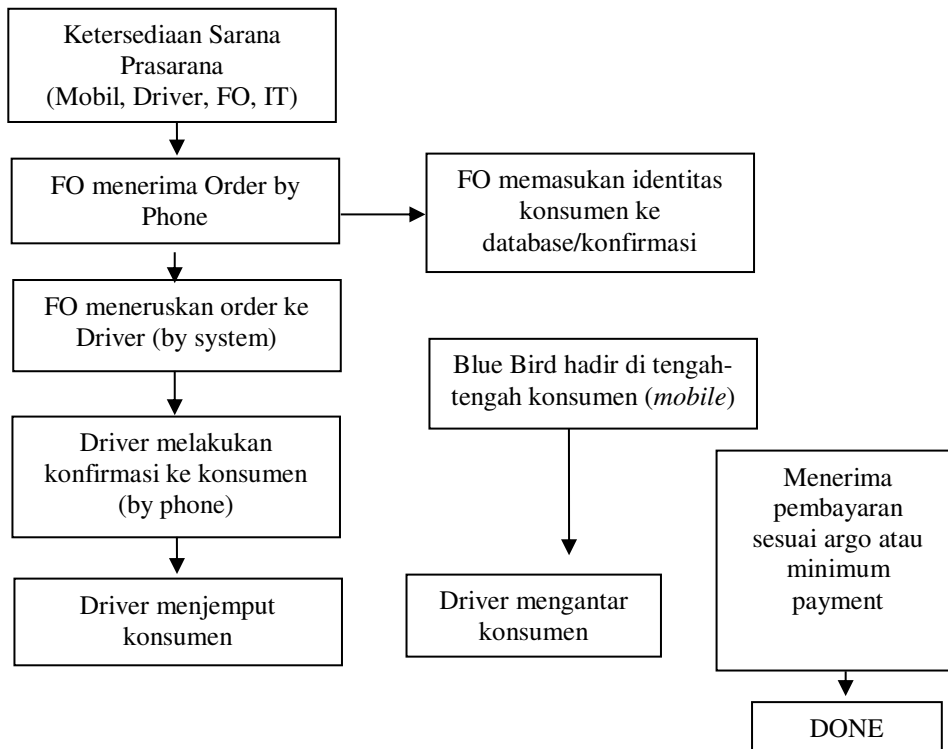 Ketersediaan Sarana
Prasarana
(Mobil, Driver, FO, IT)
FO menerima Order by
Phone
FO memasukan identitas
konsumen ke
database/konfirmasi
FO meneruskan order ke
Driver (by system)
Blue Bird hadir di tengah-
tengah konsumen (mobile)
Driver melakukan
konfirmasi ke konsumen
(by phone)
Menerima
pembayaran
sesuai argo atau
minimum
payment
Driver menjemput
konsumen
Driver mengantar
konsumen
DONE